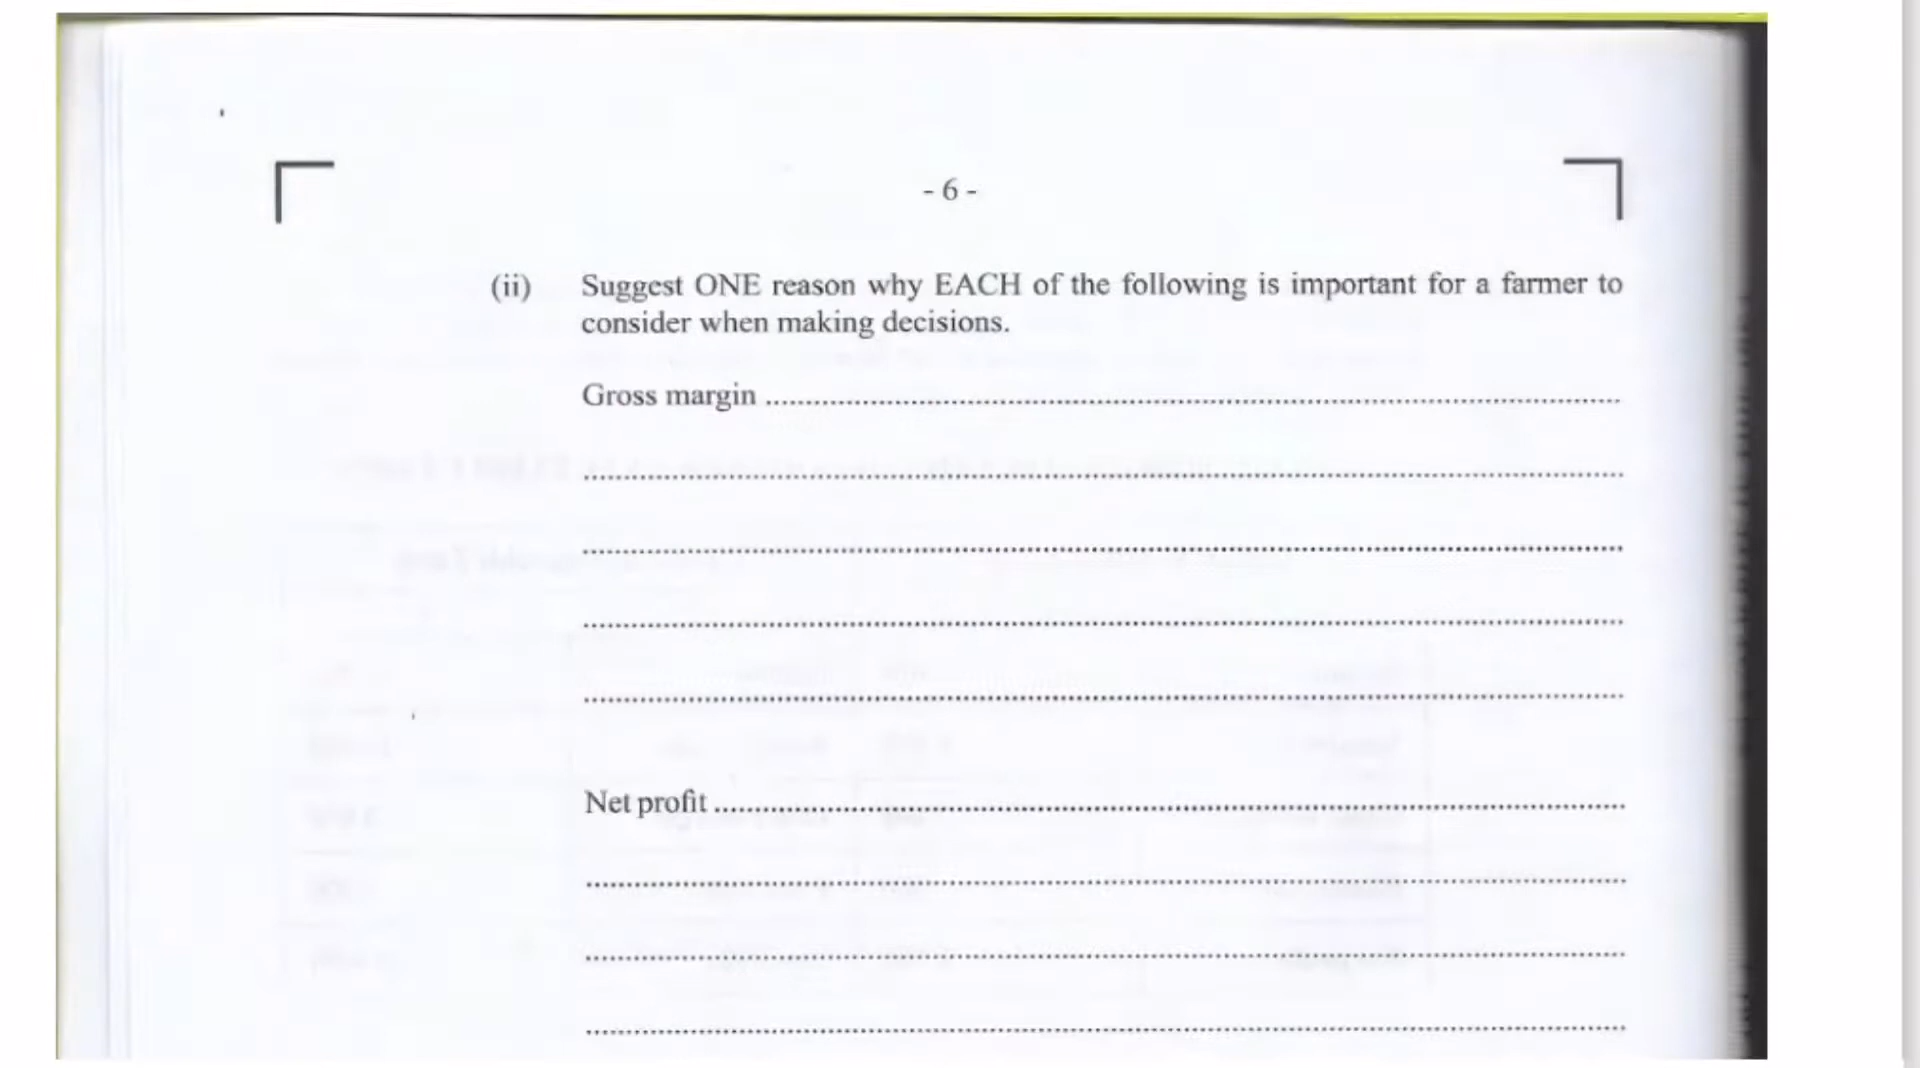 - 6 -
(ii) Suggest ONE reason why EACH of the following is important for a farmer to
consider when making decisions.
Gross margin
Net profit